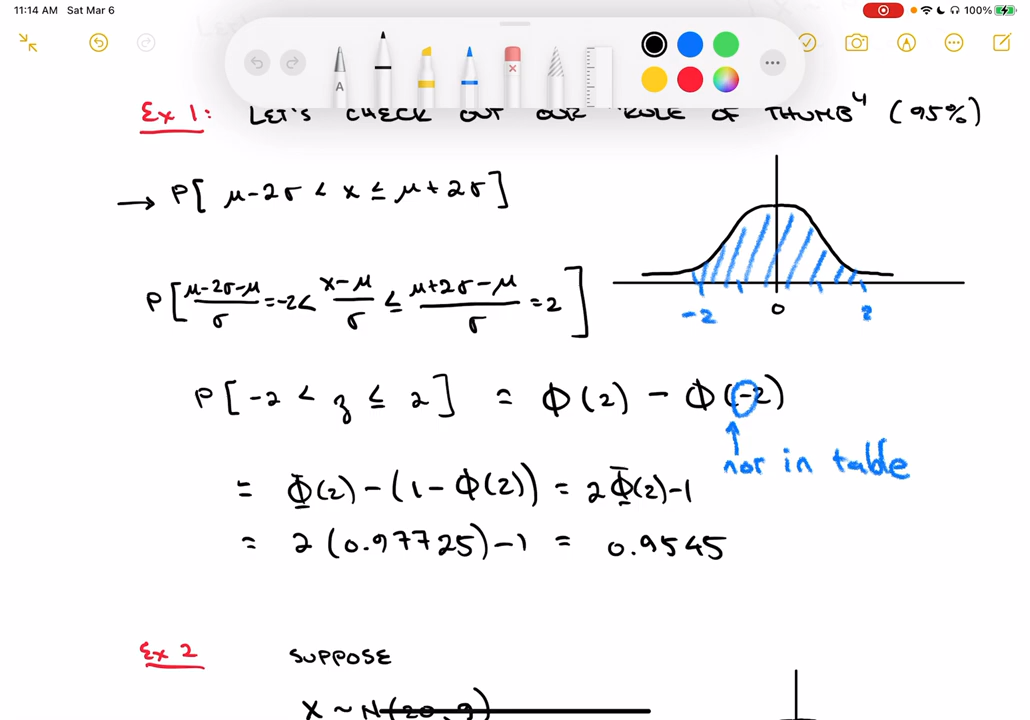 11:14 AM Sat Mar 6
100%
A
Ex 1: LET'S CHECK OUT OUR "RULE OF THUMB" (95%)
→ P[ μ-2σ < x ≤ μ+2σ]
P[ (μ-2σ-μ)/σ = -2 < (x-μ)/σ ≤ (μ+2σ-μ)/σ = 2 ]
-2 0 2
P[ -2 < z ≤ 2 ] = Φ(2) - Φ(-2)
not in table
= Φ(2) - (1 - Φ(2)) = 2Φ(2)-1
= 2(0.97725)-1 = 0.9545
Ex 2 SUPPOSE
X ~ N(20, 9)